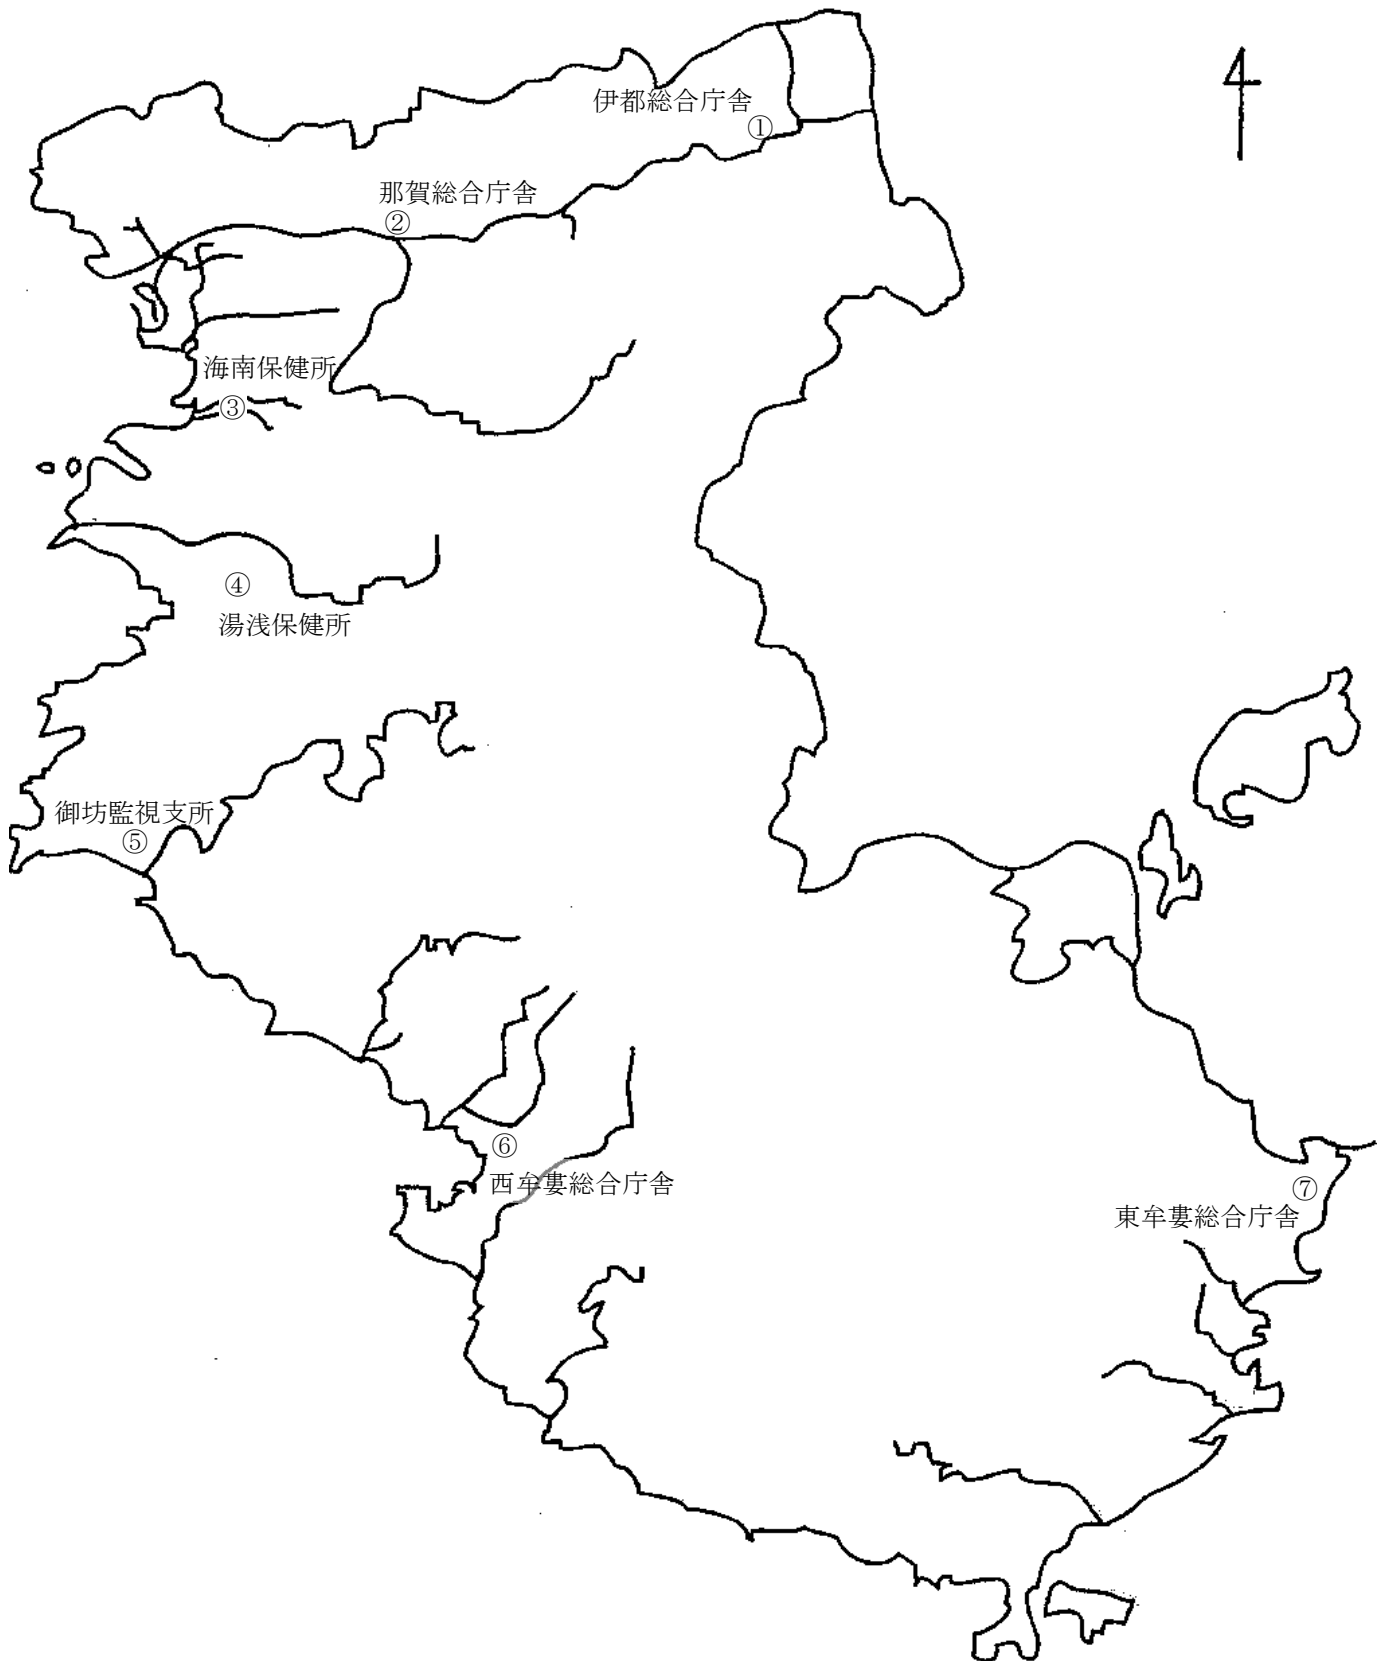 伊都総合庁舎
①
那賀総合庁舎
②
海南保健所
③
④
湯浅保健所
御坊監視支所
⑤
⑥
西牟婁総合庁舎
⑦
東牟婁総合庁舎